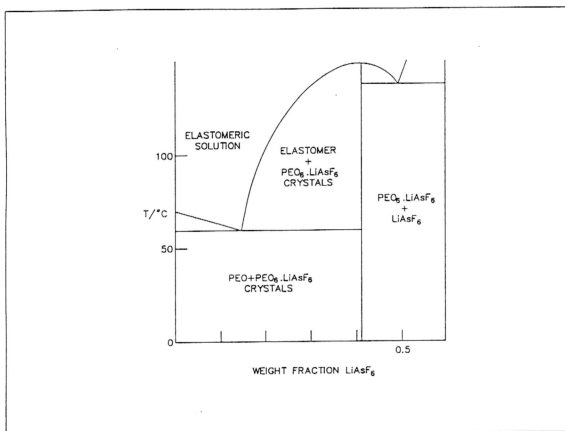 ELASTOMERIC
SOLUTION
100
ELASTOMER
+
PEO₆.LiAsF₆
CRYSTALS
PEO₆.LiAsF₆
+
LiAsF₆
T/°C
50
PEO+PEO₆.LiAsF₆
CRYSTALS
0
0.5
WEIGHT FRACTION LiAsF₆